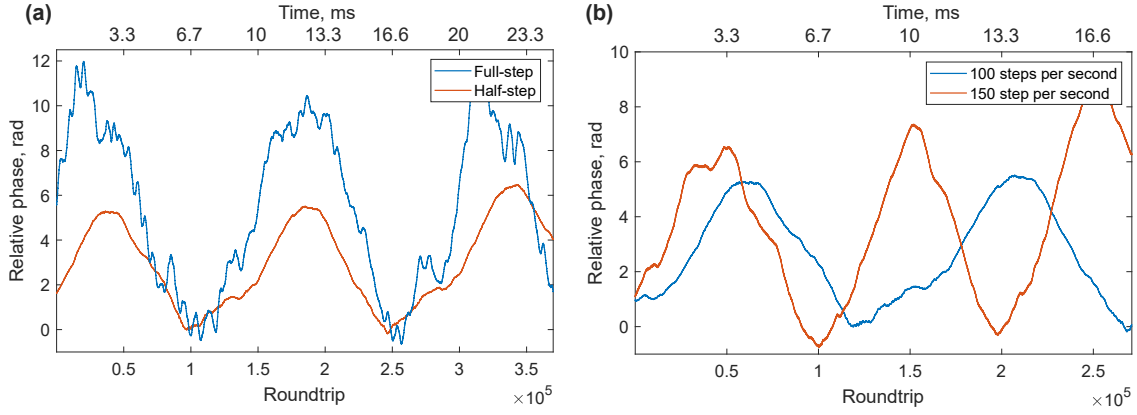 (a)
Time, ms
3.3 6.7 10 13.3 16.6 20 23.3
Full-step
Half-step
Relative phase, rad
12
10
8
6
4
2
0
0.5 1 1.5 2 2.5 3 3.5
Roundtrip
×10⁵
(b)
Time, ms
3.3 6.7 10 13.3 16.6
100 steps per second
150 step per second
Relative phase, rad
10
8
6
4
2
0
0.5 1 1.5 2 2.5
Roundtrip
×10⁵